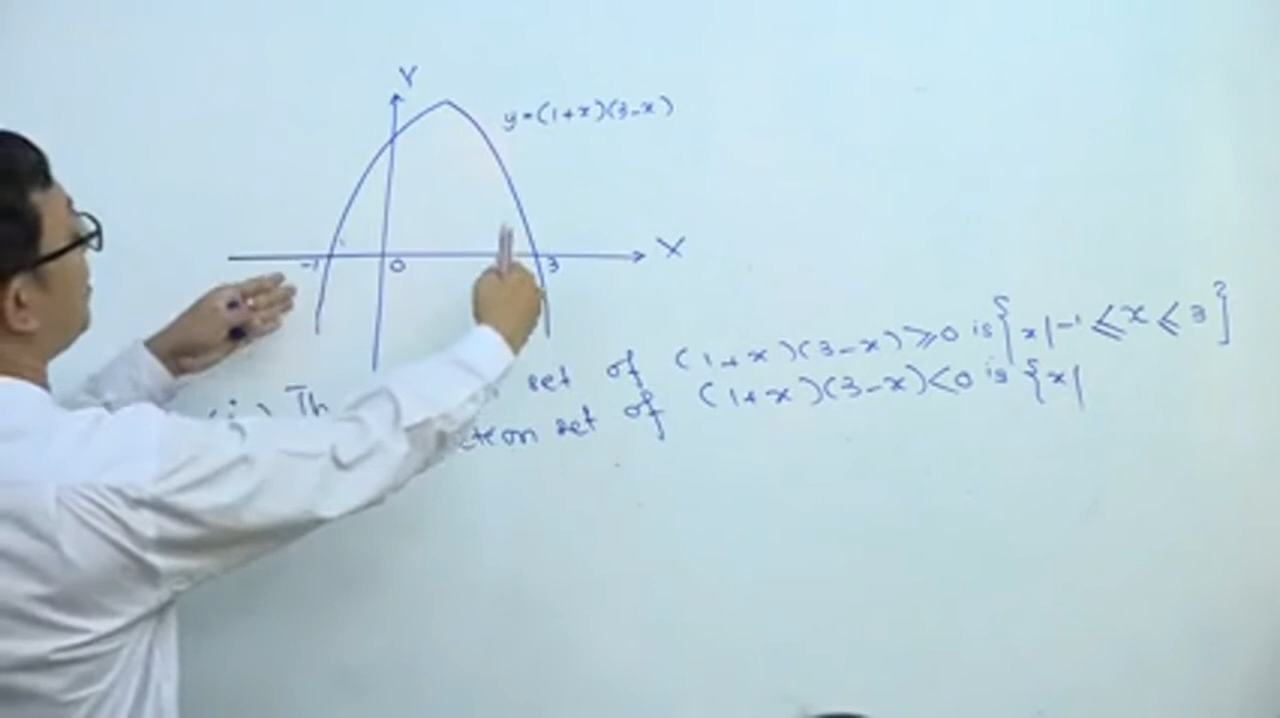 Y
y=(1+x)(3-x)
X
-1 0 3
(i) Th set of (1+x)(3-x)⩾0 is {x|-1⩽x⩽3}
ction set of (1+x)(3-x)<0 is {x|